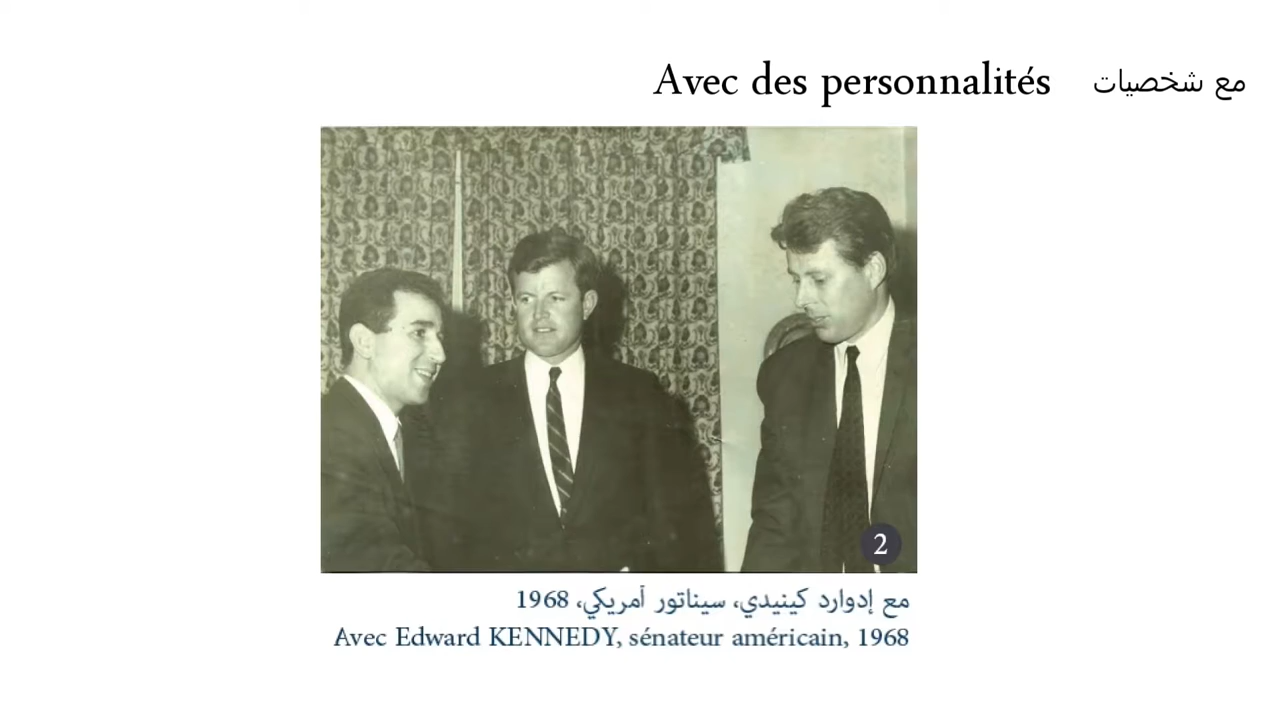 Avec des personnalités مع شخصيات
2
مع إدوارد كينيدي، سيناتور أمريكي، 1968
Avec Edward KENNEDY, sénateur américain, 1968